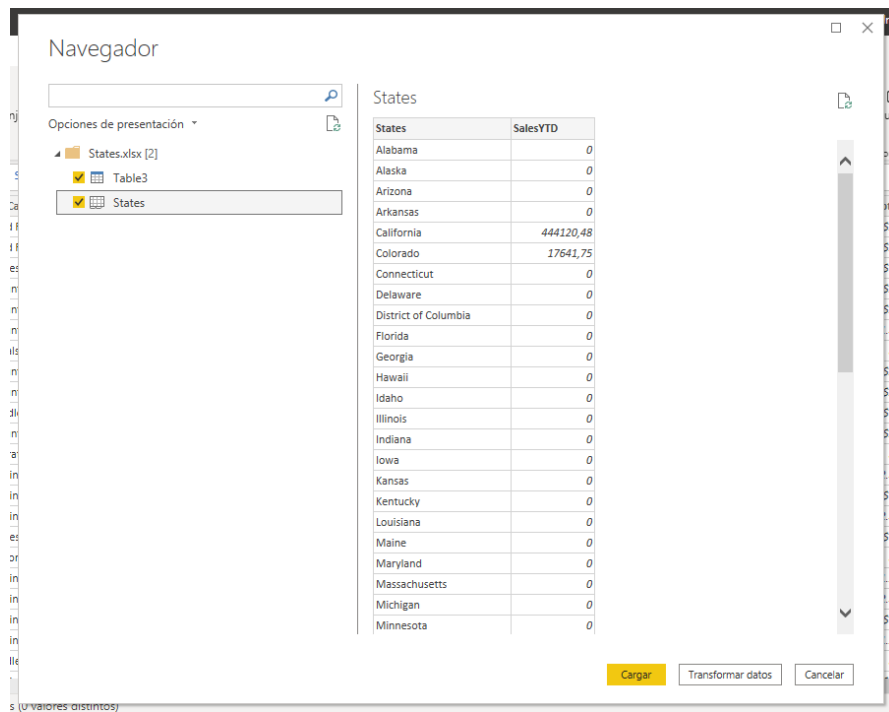 Navegador
Opciones de presentación
States.xlsx [2]
Table3
States
States
States SalesYTD
Alabama 0
Alaska 0
Arizona 0
Arkansas 0
California 444120,48
Colorado 17641,75
Connecticut 0
Delaware 0
District of Columbia 0
Florida 0
Georgia 0
Hawaii 0
Idaho 0
Illinois 0
Indiana 0
Iowa 0
Kansas 0
Kentucky 0
Louisiana 0
Maine 0
Maryland 0
Massachusetts 0
Michigan 0
Minnesota 0
Cargar Transformar datos Cancelar
s (0 valores distintos)